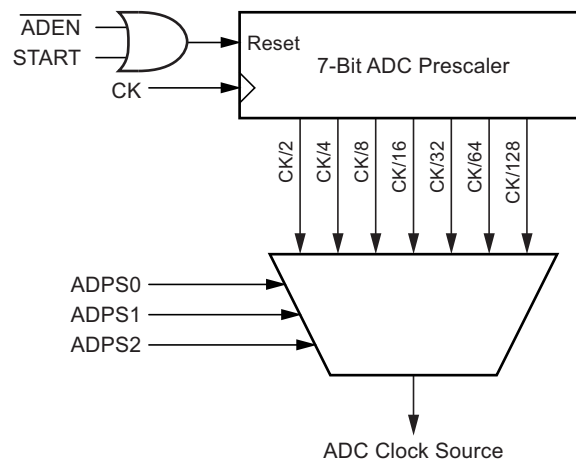 ADEN
START
CK
Reset
7-Bit ADC Prescaler
CK/2
CK/4
CK/8
CK/16
CK/32
CK/64
CK/128
ADPS0
ADPS1
ADPS2
ADC Clock Source